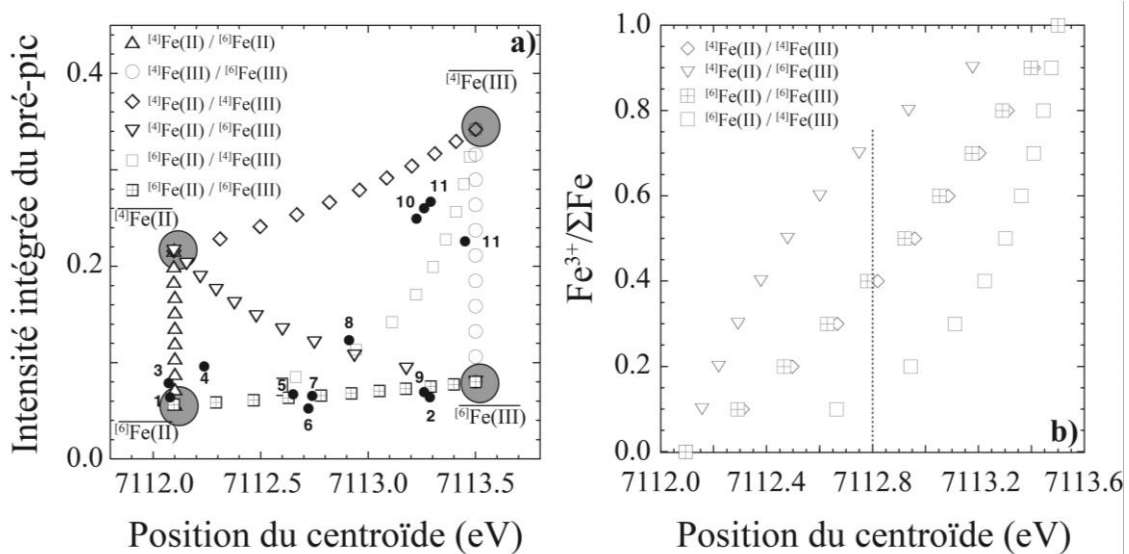 Intensité intégrée du pré-pic
0.4
0.2
0.0
[4]Fe(II) / [6]Fe(II)
[4]Fe(III) / [6]Fe(III)
[4]Fe(II) / [4]Fe(III)
[4]Fe(II) / [6]Fe(III)
[6]Fe(II) / [4]Fe(III)
[6]Fe(II) / [6]Fe(III)
a)
[4]Fe(III)
[4]Fe(II)
11
10
11
8
3
4
1
5
7
6
9
2
[6]Fe(II)
[6]Fe(III)
7112.0 7112.5 7113.0 7113.5
Position du centroïde (eV)
Fe3+/ΣFe
1.0
0.8
0.6
0.4
0.2
0.0
[4]Fe(II) / [4]Fe(III)
[4]Fe(II) / [6]Fe(III)
[6]Fe(II) / [6]Fe(III)
[6]Fe(II) / [4]Fe(III)
b)
7112.0 7112.4 7112.8 7113.2 7113.6
Position du centroïde (eV)